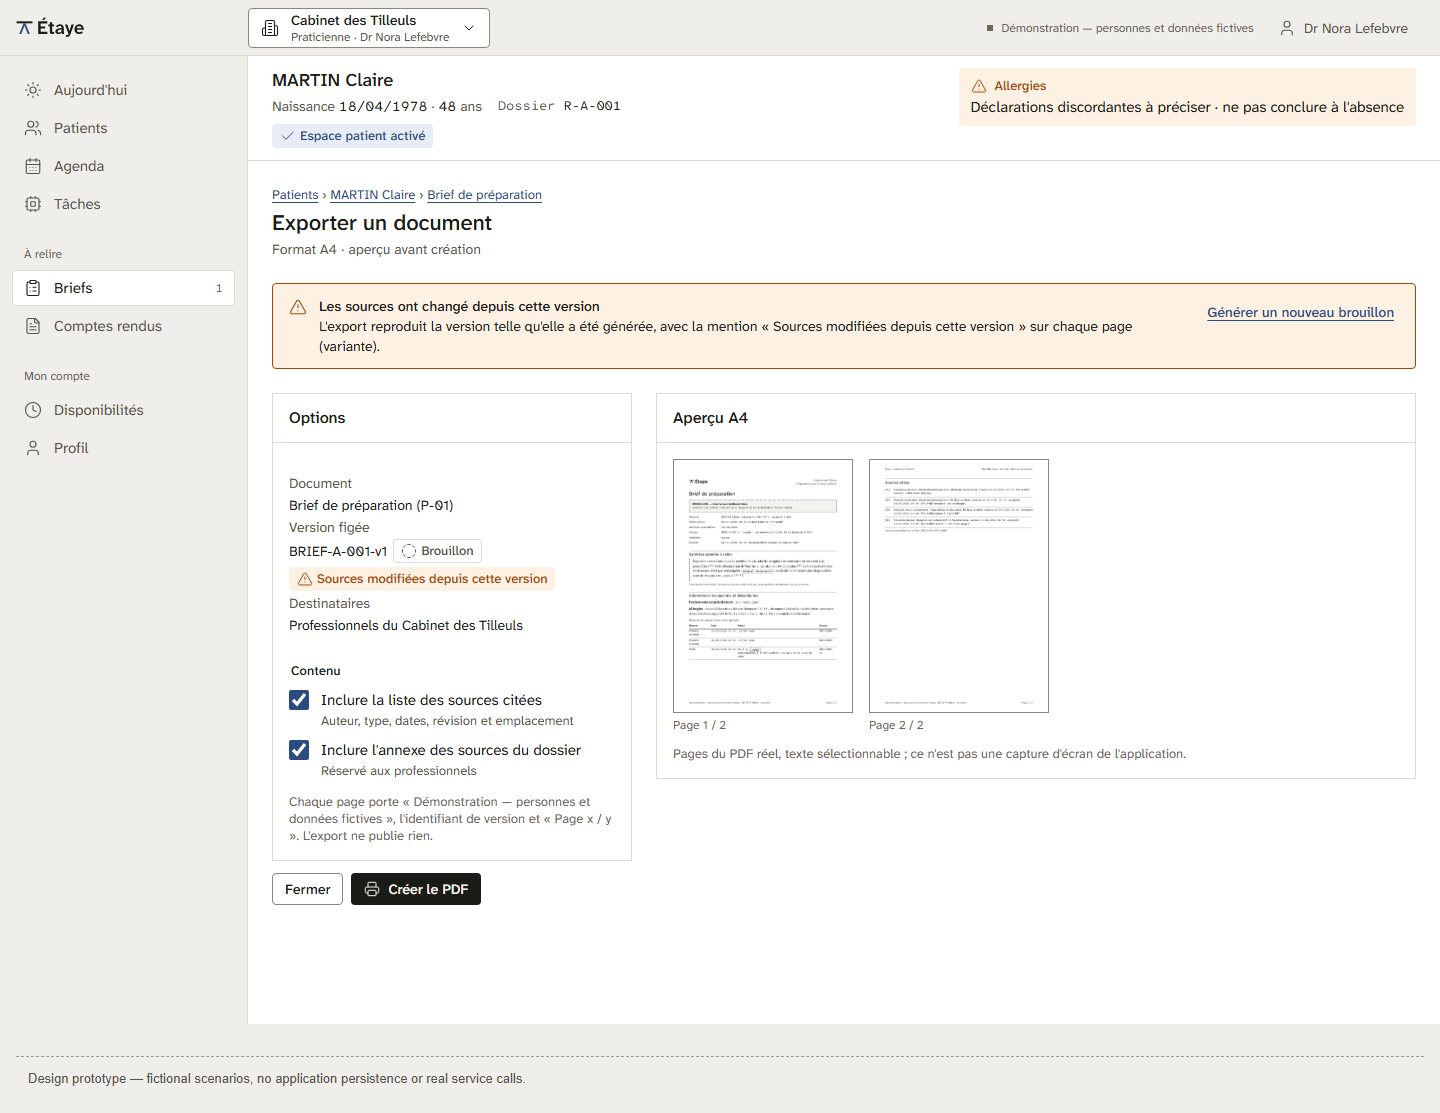 Étaye
Cabinet des Tilleuls
Praticienne · Dr Nora Lefebvre
Démonstration — personnes et données fictives
Dr Nora Lefebvre
Aujourd'hui
Patients
Agenda
Tâches
À relire
Briefs
1
Comptes rendus
Mon compte
Disponibilités
Profil
MARTIN Claire
Naissance 18/04/1978 · 48 ans Dossier R-A-001
Espace patient activé
Allergies
Déclarations discordantes à préciser · ne pas conclure à l'absence
Patients › MARTIN Claire › Brief de préparation
Exporter un document
Format A4 · aperçu avant création
Les sources ont changé depuis cette version
L'export reproduit la version telle qu'elle a été générée, avec la mention « Sources modifiées depuis cette version » sur chaque page
(variante).
Générer un nouveau brouillon
Options
Document
Brief de préparation (P-01)
Version figée
BRIEF-A-001-v1 Brouillon
Sources modifiées depuis cette version
Destinataires
Professionnels du Cabinet des Tilleuls
Contenu
Inclure la liste des sources citées
Auteur, type, dates, révision et emplacement
Inclure l'annexe des sources du dossier
Réservé aux professionnels
Chaque page porte « Démonstration — personnes et
données fictives », l'identifiant de version et « Page x / y
». L'export ne publie rien.
Fermer
Créer le PDF
Aperçu A4
Étaye
Brief de préparation
Page 1 / 2
Page 2 / 2
Pages du PDF réel, texte sélectionnable ; ce n'est pas une capture d'écran de l'application.
Design prototype — fictional scenarios, no application persistence or real service calls.